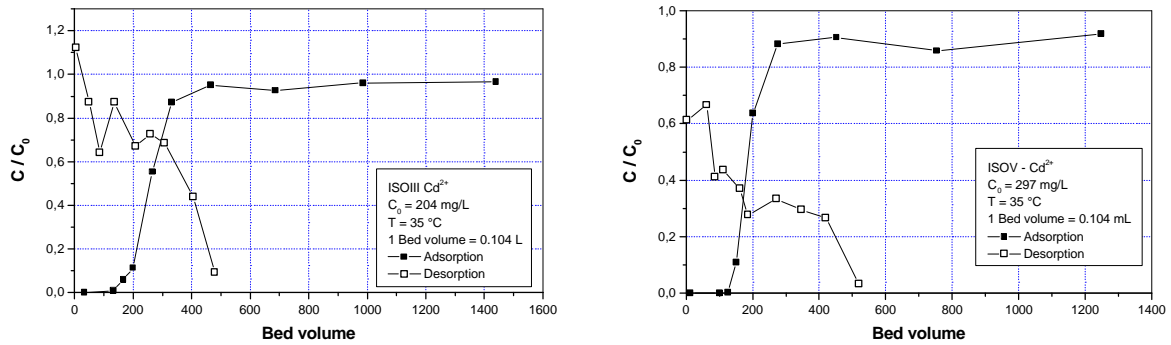 1,2
1,0
0,8
0,6
0,4
0,2
0,0
C / C₀
0 200 400 600 800 1000 1200 1400 1600
Bed volume
ISOIII Cd²⁺
C₀ = 204 mg/L
T = 35 °C
1 Bed volume = 0.104 L
Adsorption
Desorption
1,0
0,8
0,6
0,4
0,2
0,0
C / C₀
0 200 400 600 800 1000 1200 1400
Bed volume
ISOV - Cd²⁺
C₀ = 297 mg/L
T = 35 °C
1 Bed volume = 0.104 mL
Adsorption
Desorption